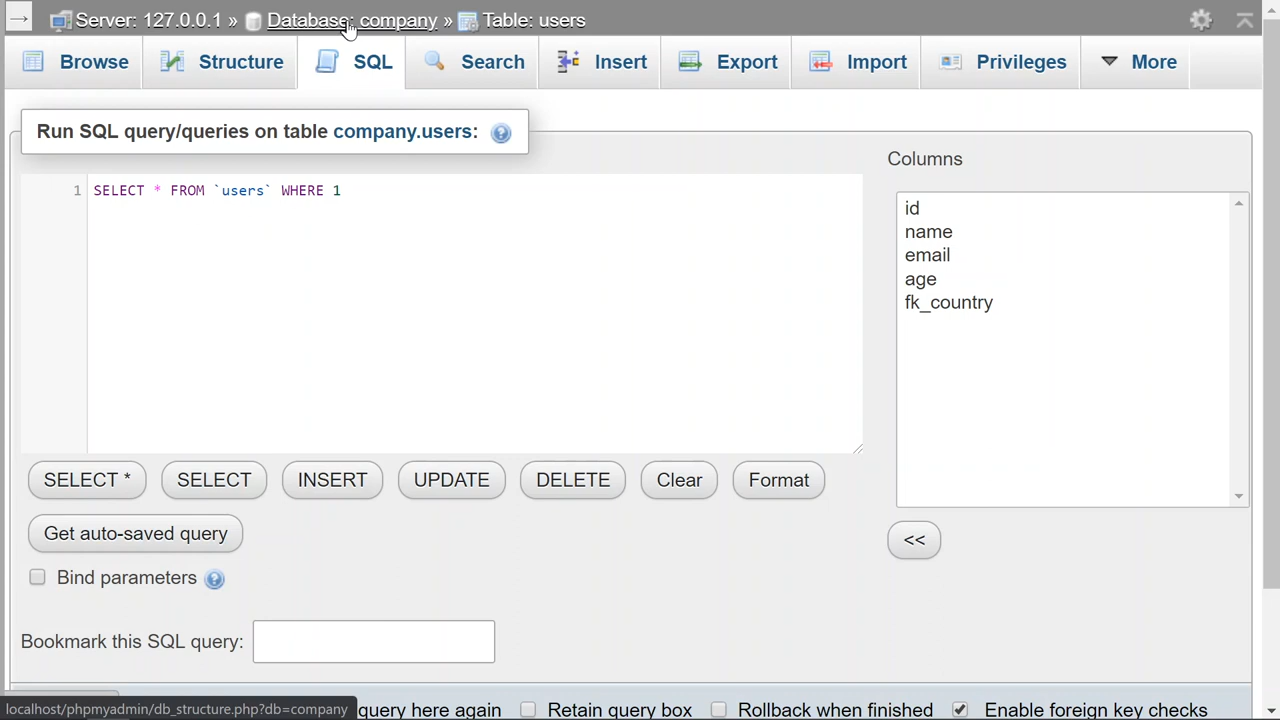 Server: 127.0.0.1 » Database: company » Table: users
Browse Structure SQL Search Insert Export Import Privileges More
Run SQL query/queries on table company.users:
Columns
1 SELECT * FROM `users` WHERE 1
id
name
email
age
fk_country
SELECT * SELECT INSERT UPDATE DELETE Clear Format
Get auto-saved query
<<
Bind parameters
Bookmark this SQL query:
localhost/phpmyadmin/db_structure.php?db=company query here again Retain query box Rollback when finished Enable foreign key checks